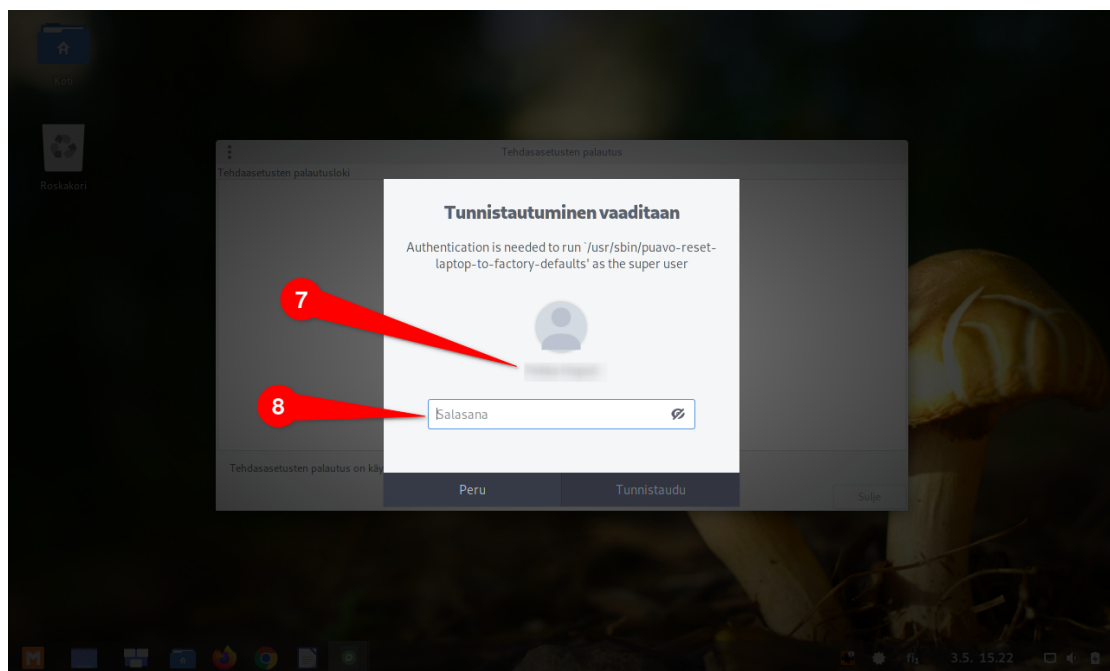 Koti
Roskakori
Tehdasasetusten palautus
Tehdaasetusten palautusloki
Tunnistautuminen vaaditaan
Authentication is needed to run `/usr/sbin/puavo-reset-
laptop-to-factory-defaults' as the super user
7
8
Salasana
Tehdasasetusten palautus on käy
Peru
Tunnistaudu
Sulje
M
fi₁
3.5. 15.22